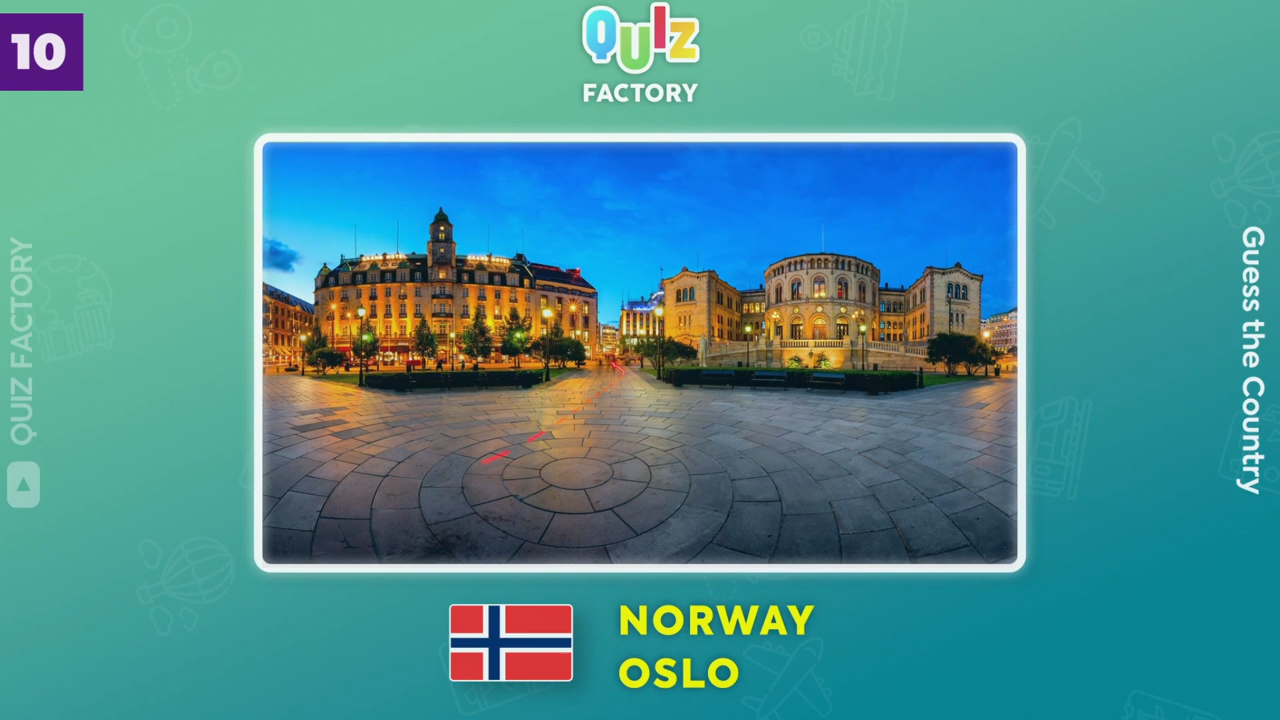 10
QUIZ
FACTORY
QUIZ FACTORY
Guess the Country
NORWAY
OSLO